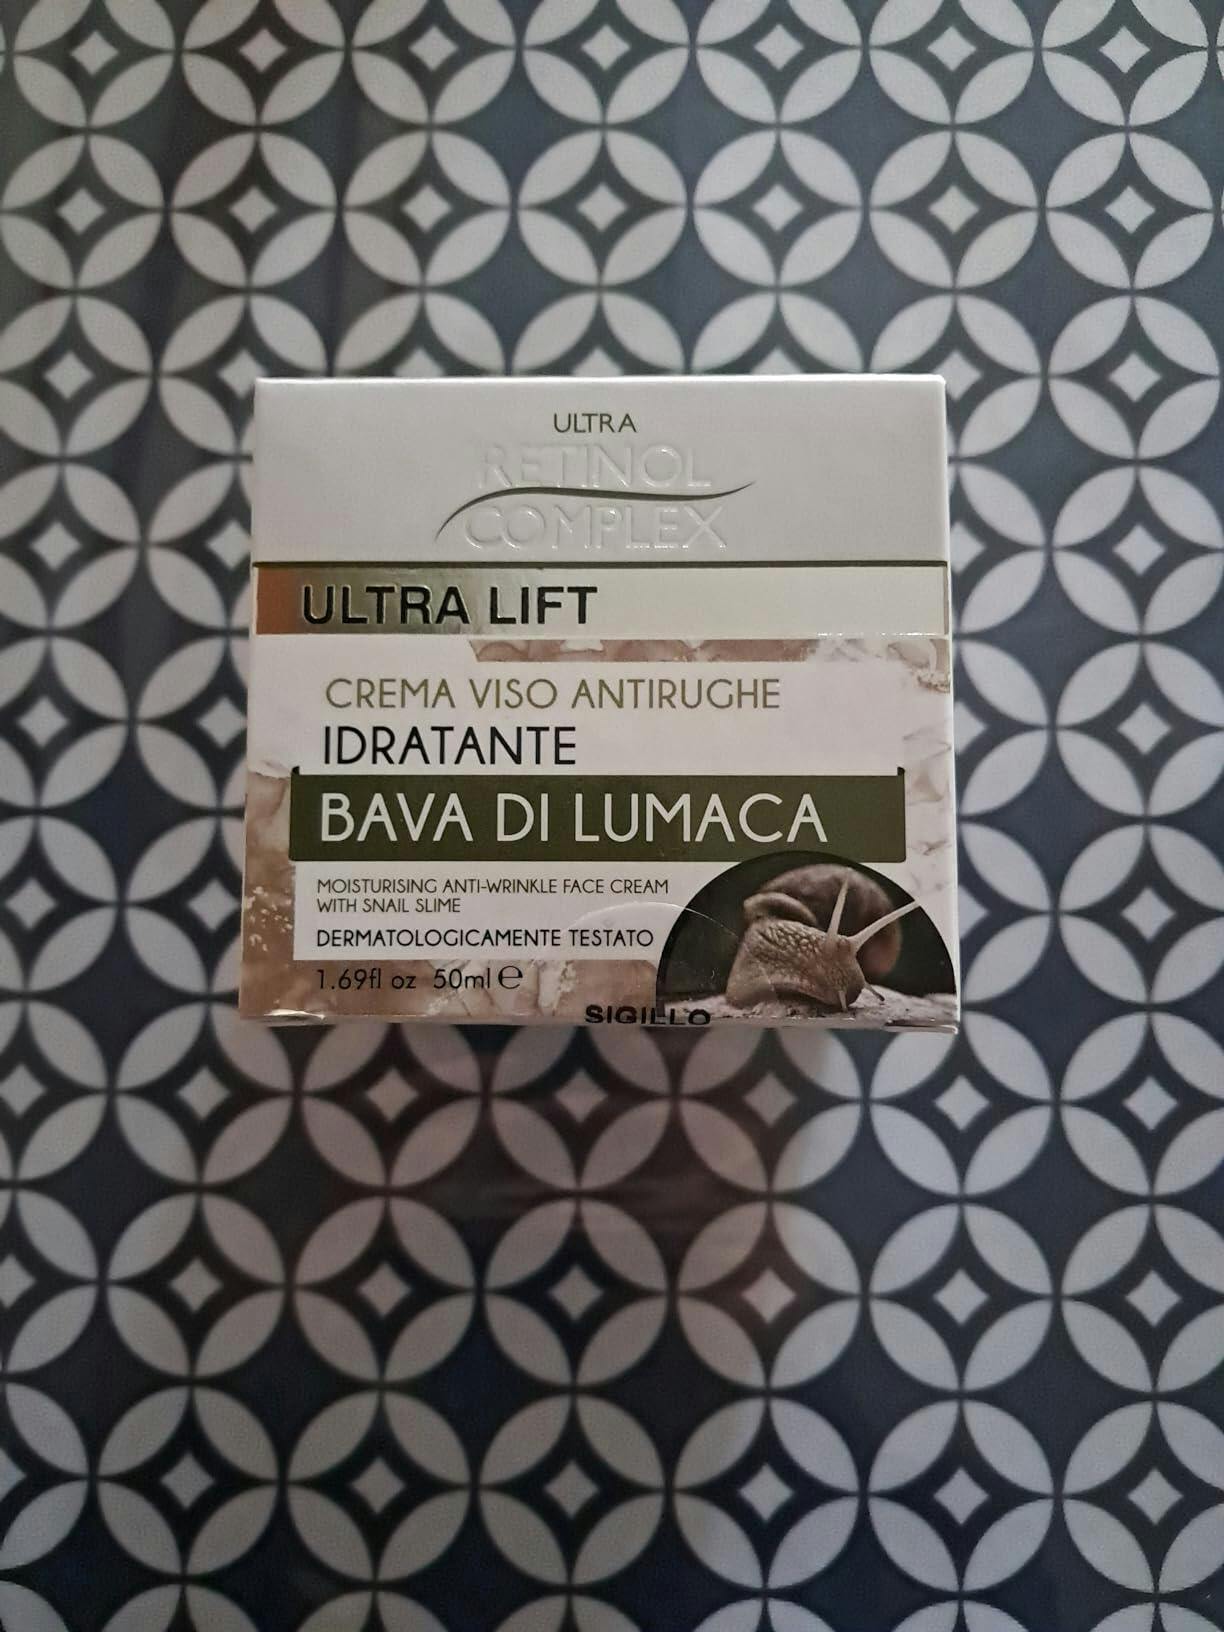 ULTRA
RETINOL
COMPLEX
ULTRA LIFT
CREMA VISO ANTIRUGHE
IDRATANTE
BAVA DI LUMACA
MOISTURISING ANTI-WRINKLE FACE CREAM
WITH SNAIL SLIME
DERMATOLOGICAMENTE TESTATO
1.69fl oz 50ml ℮
SIGILLO